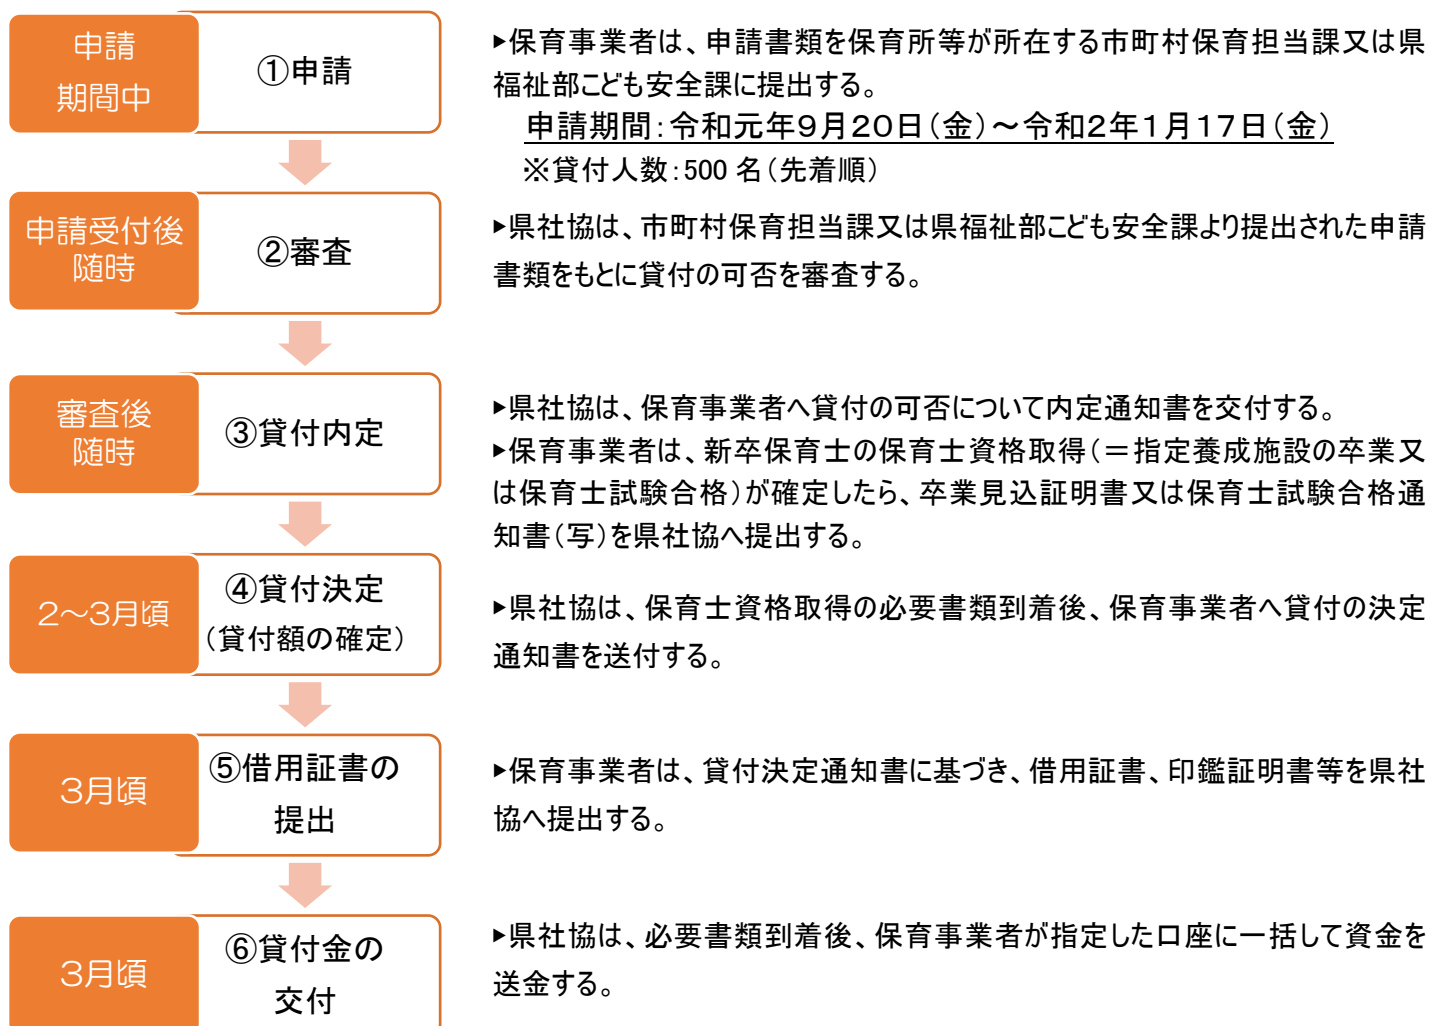 申請
期間中
①申請
▶保育事業者は、申請書類を保育所等が所在する市町村保育担当課又は県
福祉部こども安全課に提出する。
申請期間：令和元年９月２０日（金）～令和２年１月１７日（金）
※貸付人数：500 名（先着順）
申請受付後
随時
②審査
▶県社協は、市町村保育担当課又は県福祉部こども安全課より提出された申請
書類をもとに貸付の可否を審査する。
審査後
随時
③貸付内定
▶県社協は、保育事業者へ貸付の可否について内定通知書を交付する。
▶保育事業者は、新卒保育士の保育士資格取得（＝指定養成施設の卒業又
は保育士試験合格）が確定したら、卒業見込証明書又は保育士試験合格通
知書（写）を県社協へ提出する。
２～３月頃
④貸付決定
（貸付額の確定）
▶県社協は、保育士資格取得の必要書類到着後、保育事業者へ貸付の決定
通知書を送付する。
３月頃
⑤借用証書の
提出
▶保育事業者は、貸付決定通知書に基づき、借用証書、印鑑証明書等を県社
協へ提出する。
３月頃
⑥貸付金の
交付
▶県社協は、必要書類到着後、保育事業者が指定した口座に一括して資金を
送金する。